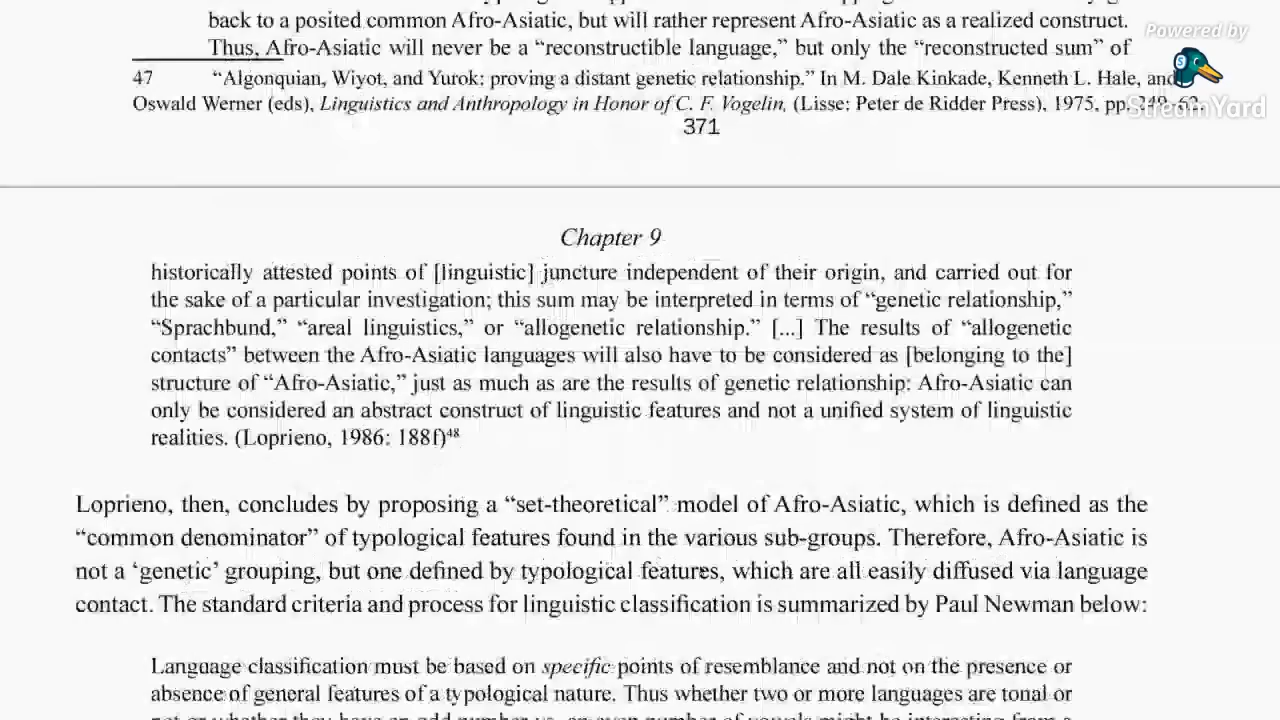 back to a posited common Afro-Asiatic, but will rather represent Afro-Asiatic as a realized construct.
Thus, Afro-Asiatic will never be a “reconstructible language,” but only the “reconstructed sum” of
47 “Algonquian, Wiyot, and Yurok: proving a distant genetic relationship.” In M. Dale Kinkade, Kenneth L. Hale, and
Oswald Werner (eds), Linguistics and Anthropology in Honor of C. F. Vogelin, (Lisse: Peter de Ridder Press), 1975, pp. 249-62.
371
Powered by
StreamYard
Chapter 9
historically attested points of [linguistic] juncture independent of their origin, and carried out for
the sake of a particular investigation; this sum may be interpreted in terms of “genetic relationship,”
“Sprachbund,” “areal linguistics,” or “allogenetic relationship.” [...] The results of “allogenetic
contacts” between the Afro-Asiatic languages will also have to be considered as [belonging to the]
structure of “Afro-Asiatic,” just as much as are the results of genetic relationship: Afro-Asiatic can
only be considered an abstract construct of linguistic features and not a unified system of linguistic
realities. (Loprieno, 1986: 188f)48
Loprieno, then, concludes by proposing a “set-theoretical” model of Afro-Asiatic, which is defined as the
“common denominator” of typological features found in the various sub-groups. Therefore, Afro-Asiatic is
not a ‘genetic’ grouping, but one defined by typological features, which are all easily diffused via language
contact. The standard criteria and process for linguistic classification is summarized by Paul Newman below:
Language classification must be based on specific points of resemblance and not on the presence or
absence of general features of a typological nature. Thus whether two or more languages are tonal or